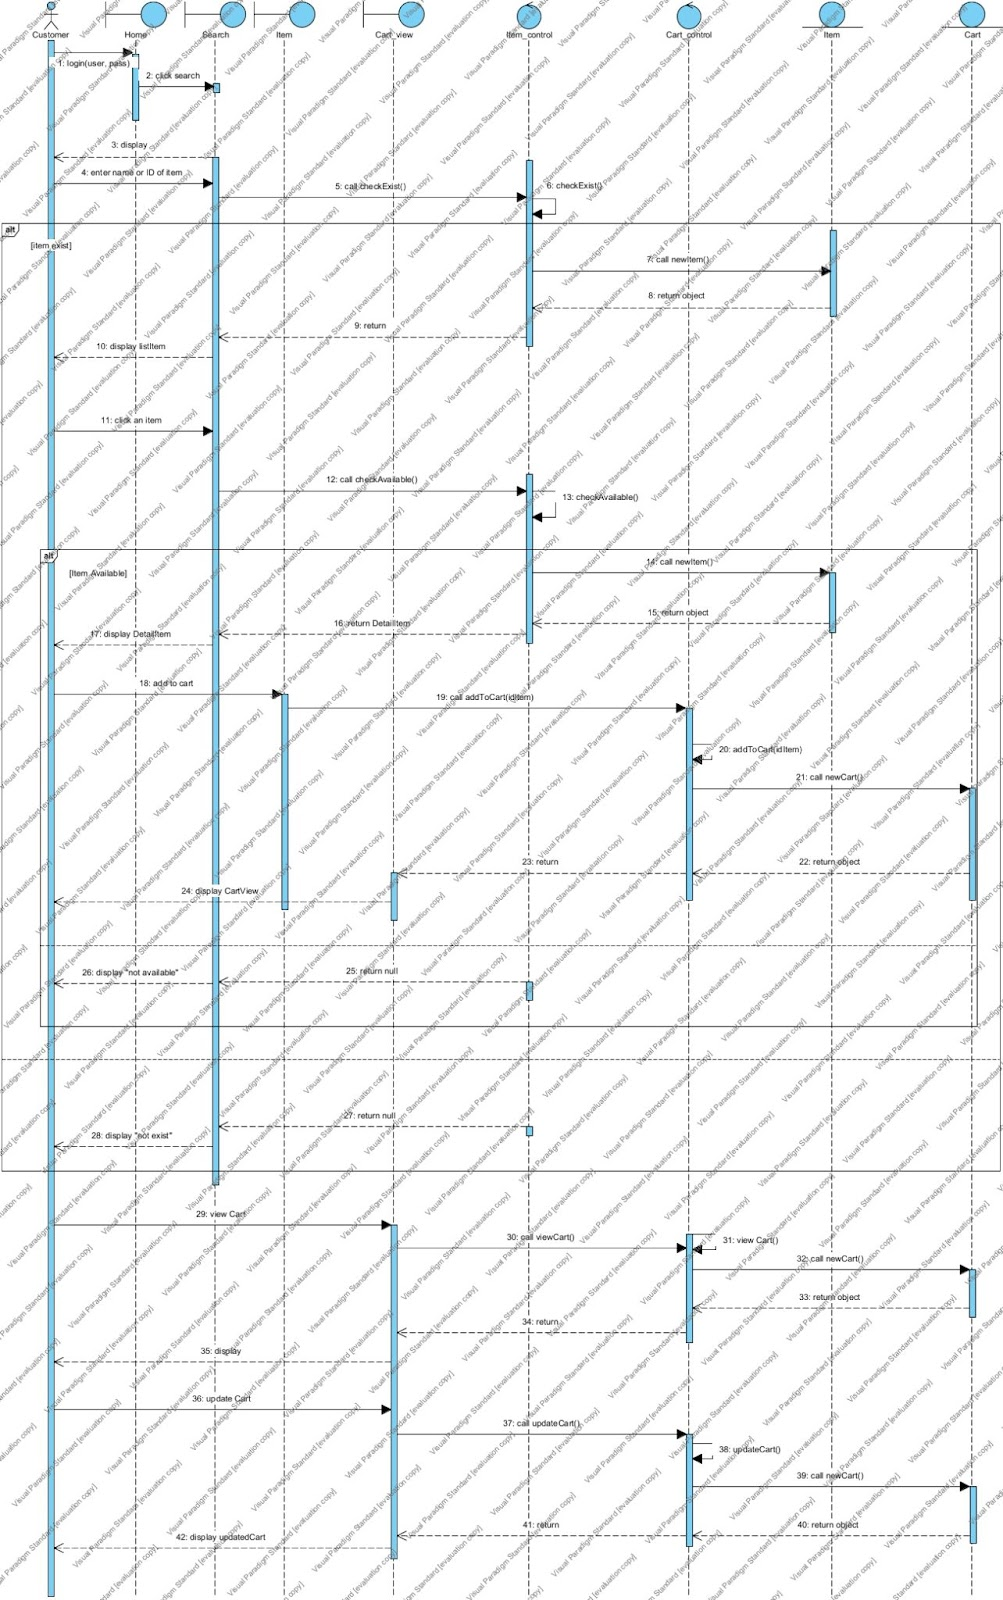 Customer
Home
Search
Item
Cart_view
Item_control
Cart_control
Item
Cart
1: login(user, pass)
2: click search
3: display
4: enter name or ID of item
5: call checkExist()
6: checkExist()
alt
[item exist]
7: call newItem()
8: return object
9: return
10: display listItem
11: click an item
12: call checkAvailable()
13: checkAvailable()
alt
[Item Available]
14: call newItem()
15: return object
16: return DetailItem
17: display DetailItem
18: add to cart
19: call addToCart(idItem)
20: addToCart(idItem)
21: call newCart()
22: return object
23: return
24: display CartView
25: return null
26: display "not available"
27: return null
28: display "not exist"
29: view Cart
30: call viewCart()
31: view Cart()
32: call newCart()
33: return object
34: return
35: display
36: update Cart
37: call updateCart()
38: updateCart()
39: call newCart()
40: return object
41: return
42: display updatedCart
Visual Paradigm Standard [evaluation copy]